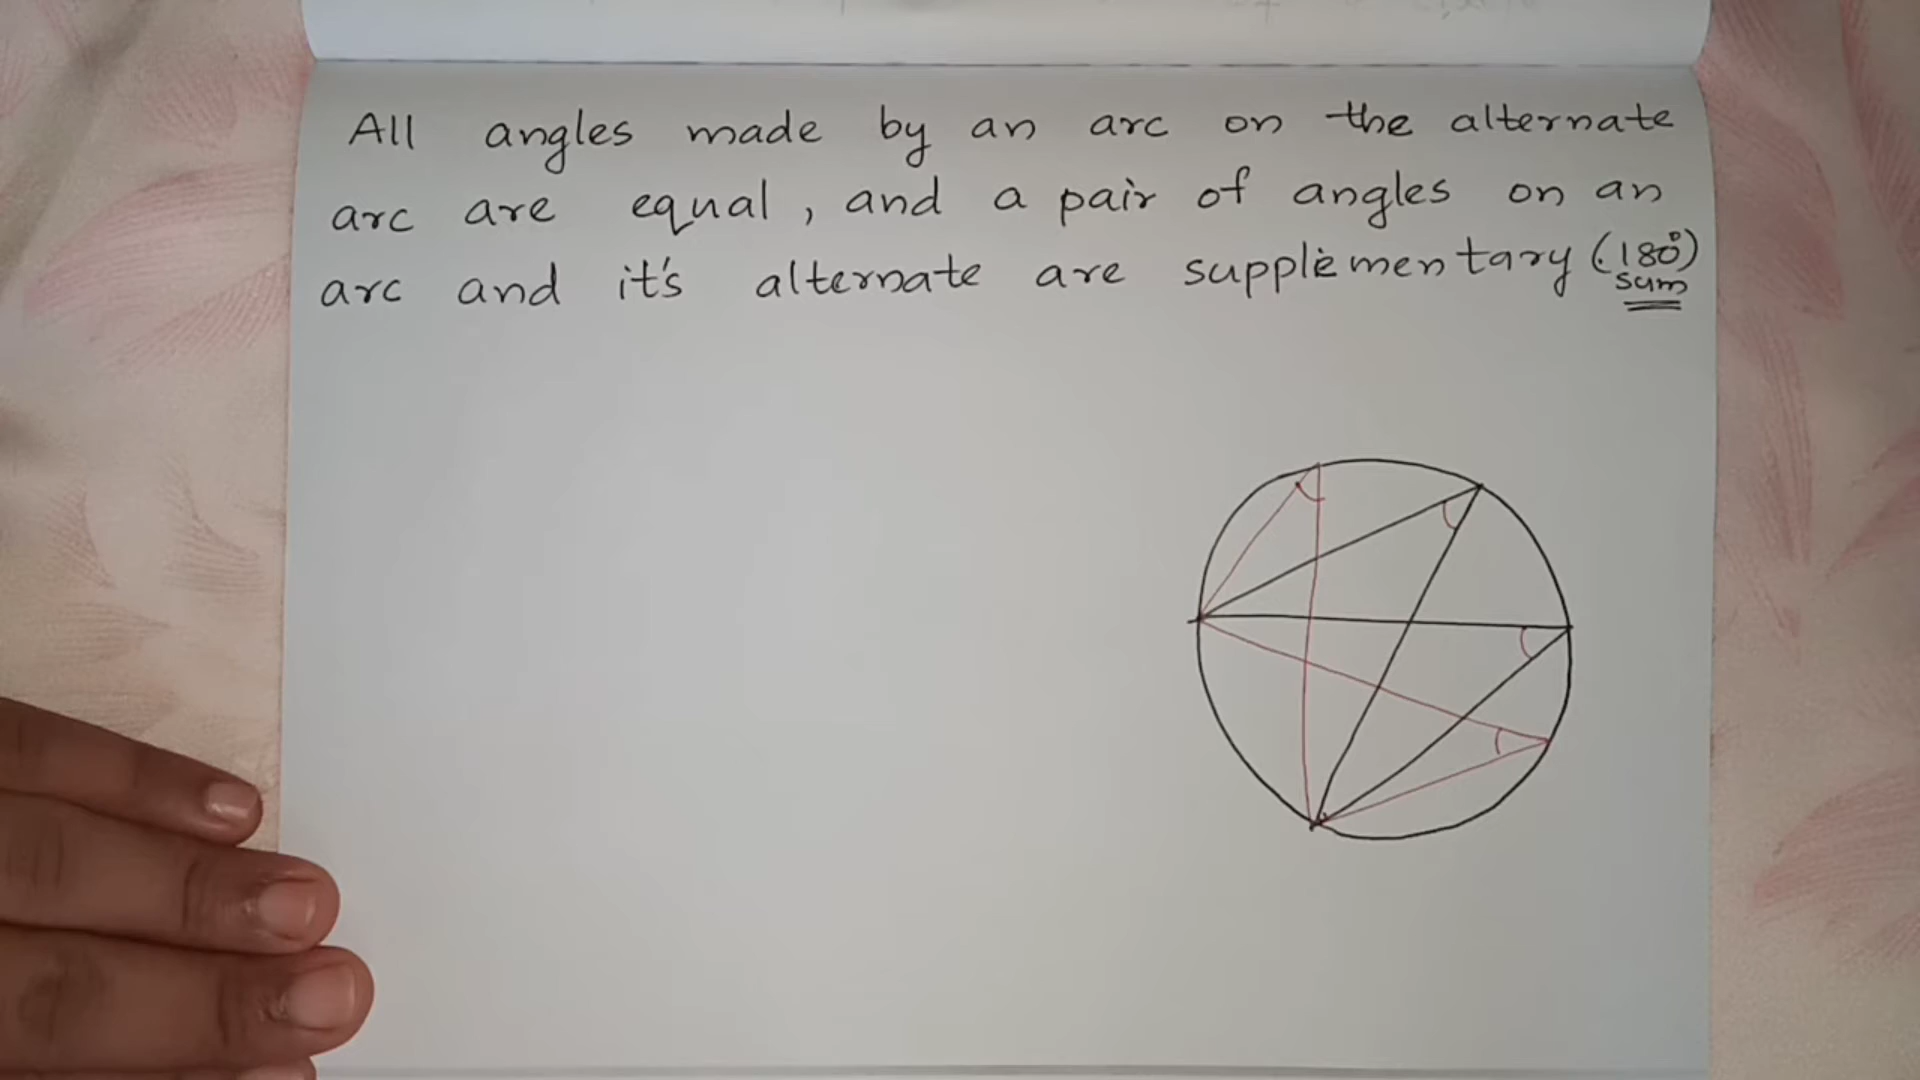 All angles made by an arc on the alternate
arc are equal, and a pair of angles on an
arc and it's alternate are supplementary (180°)
sum